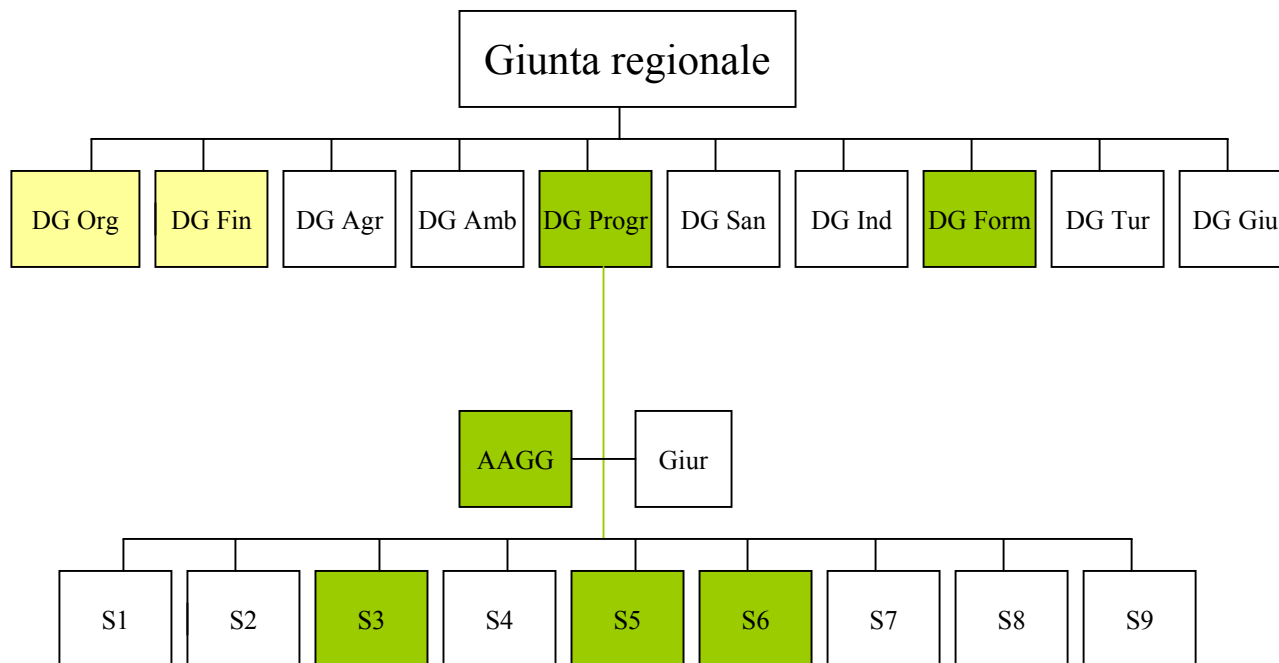 Giunta regionale
DG Org
DG Fin
DG Agr
DG Amb
DG Progr
DG San
DG Ind
DG Form
DG Tur
DG Giu
AAGG
Giur
S1
S2
S3
S4
S5
S6
S7
S8
S9